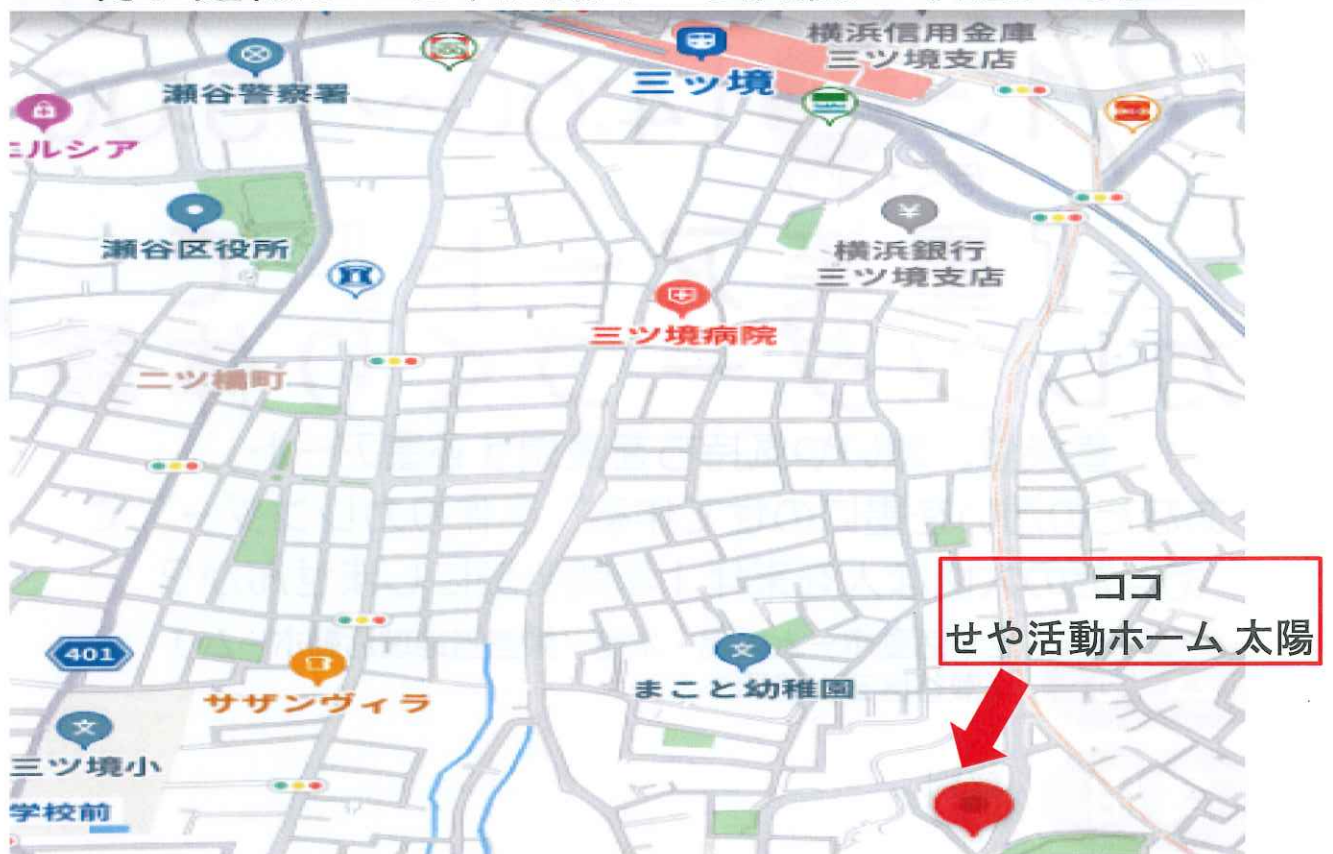 横浜信用金庫
三ツ境支店
三ツ境
瀬谷警察署
エルシア
瀬谷区役所
横浜銀行
三ツ境支店
三ツ境病院
二ツ橋町
ココ
せや活動ホーム 太陽
401
まこと幼稚園
サザンヴィラ
三ツ境小
学校前